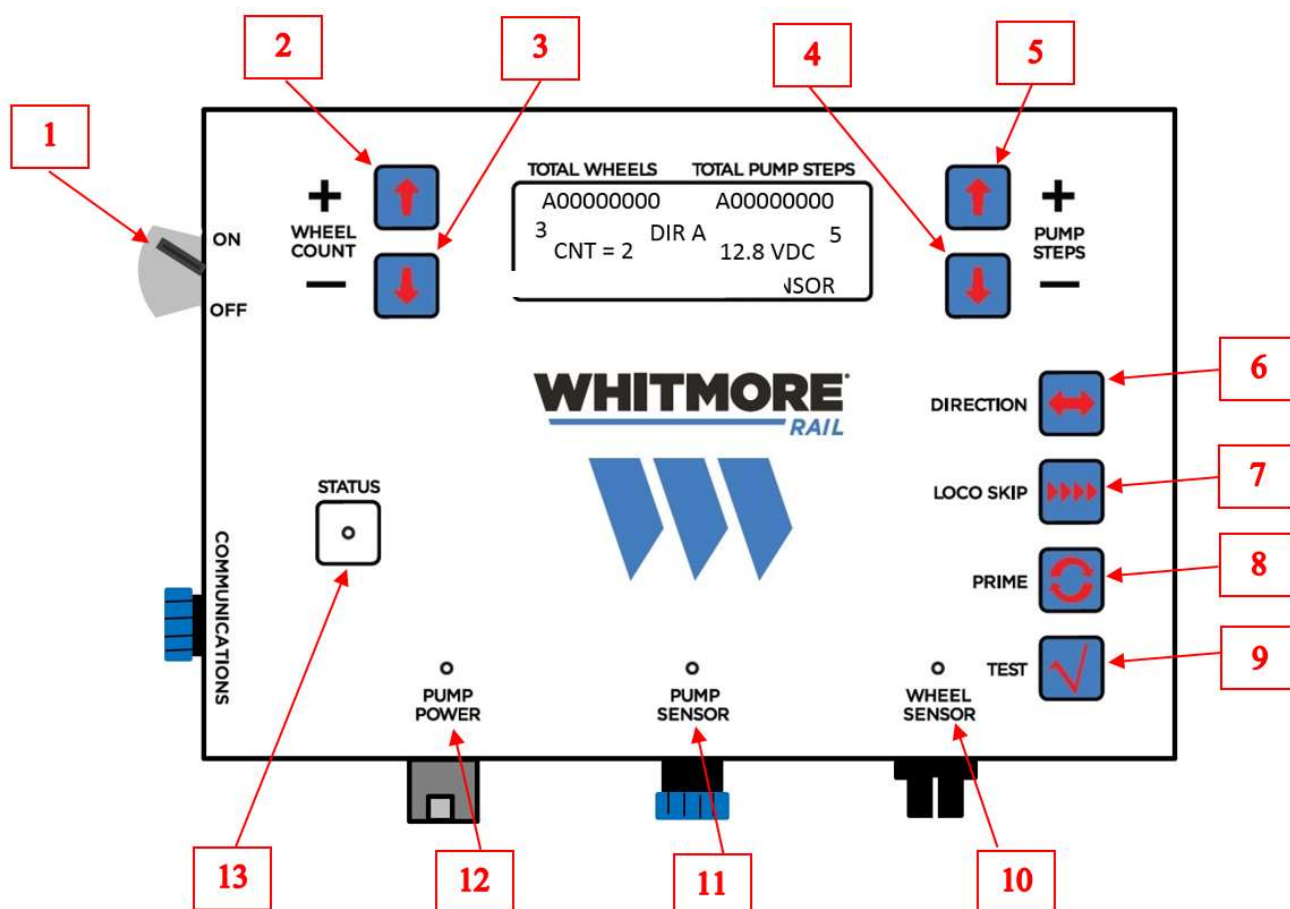 2
3
4
5
1
TOTAL WHEELS TOTAL PUMP STEPS
A00000000 A00000000
3 DIR A 5
CNT = 2 12.8 VDC
+
WHEEL
COUNT
−
+
PUMP
STEPS
−
ON
OFF
6
WHITMORE
RAIL
DIRECTION
7
LOCO SKIP
STATUS
8
PRIME
COMMUNICATIONS
9
TEST
PUMP
POWER
PUMP
SENSOR
WHEEL
SENSOR
13
12
11
10